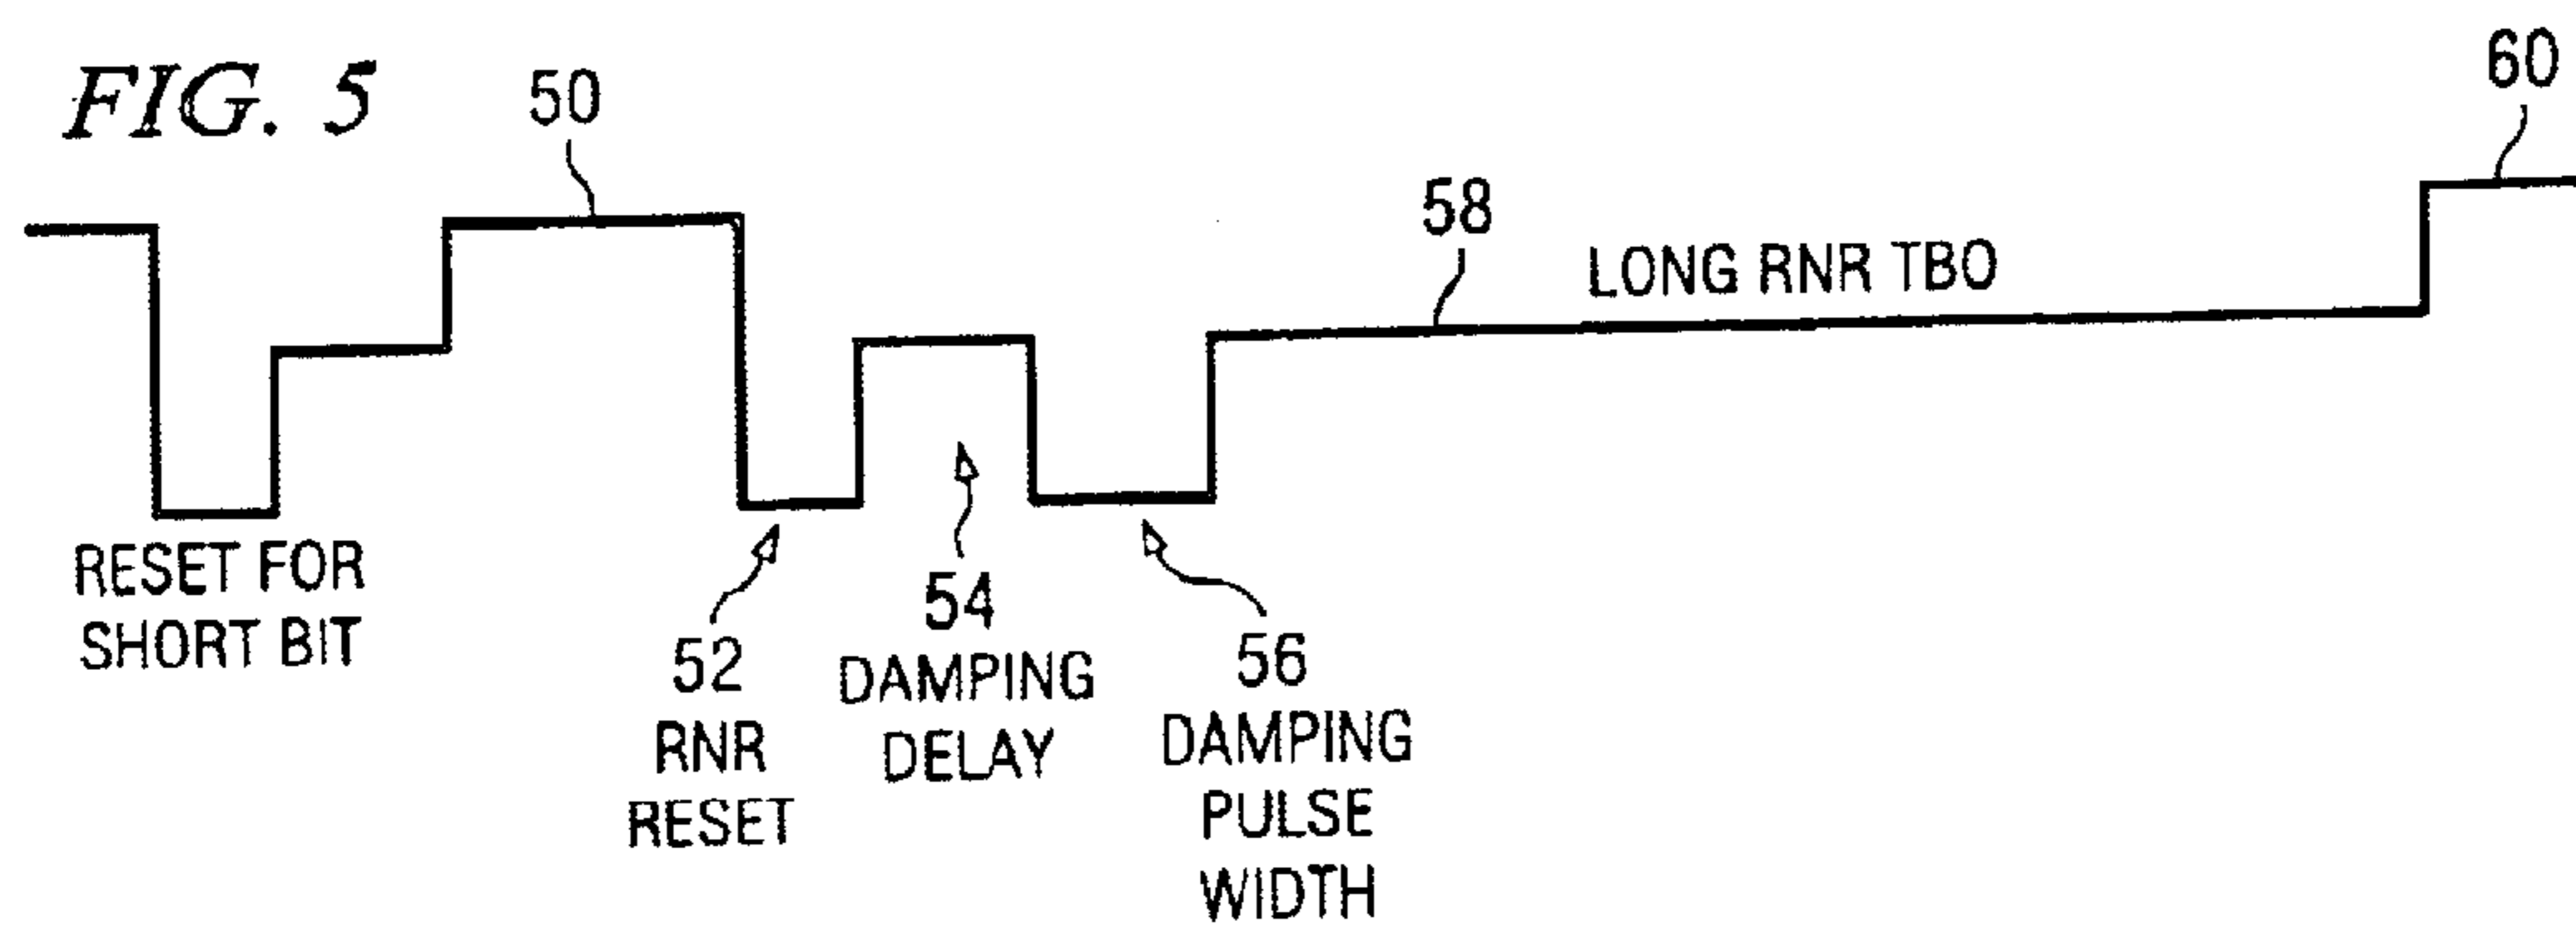 FIG. 5
50
60
58
LONG RNR TBO
RESET FOR
SHORT BIT
52
RNR
RESET
54
DAMPING
DELAY
56
DAMPING
PULSE
WIDTH